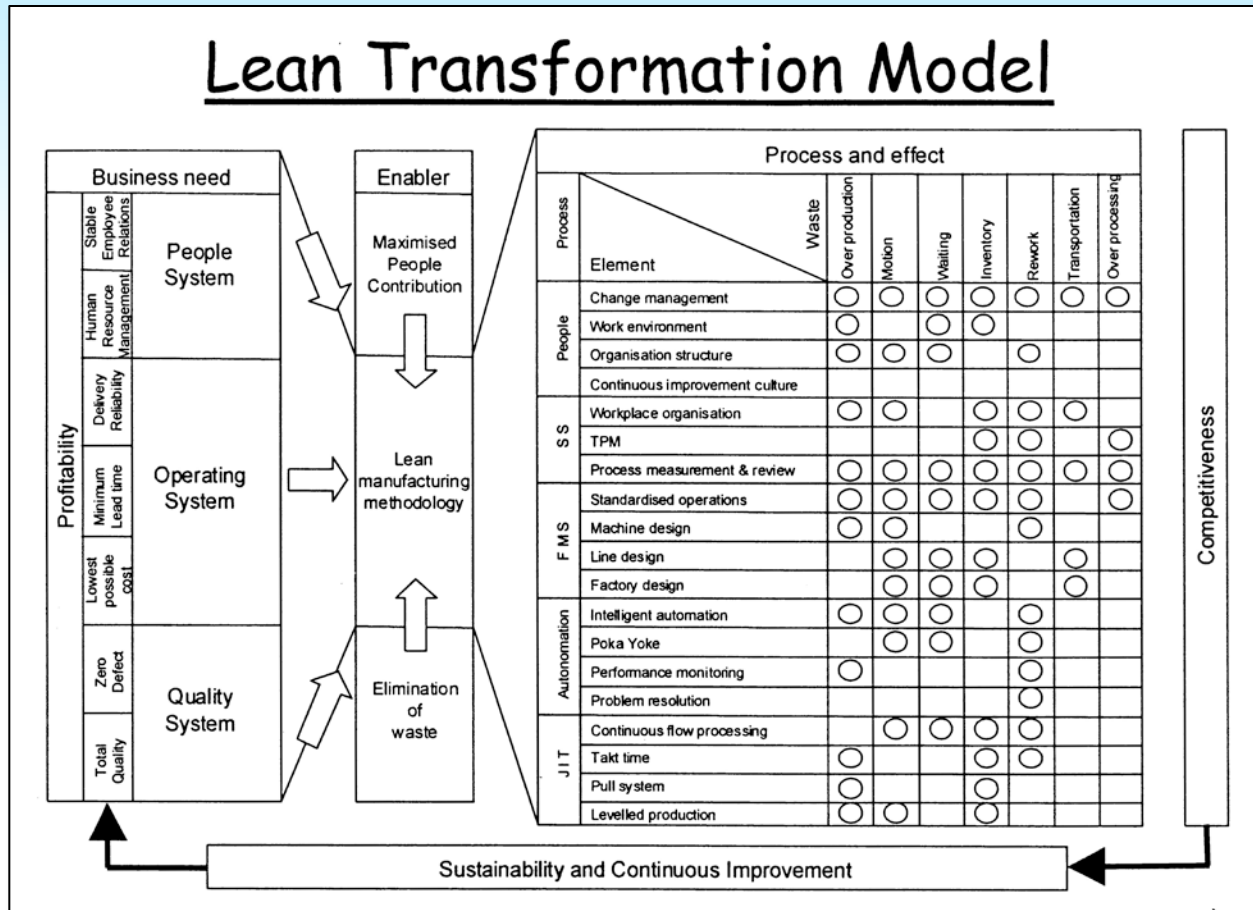 Lean Transformation Model
Business need
Profitability
Stable
Employee
Relations
Human
Resource
Management
Delivery
Reliability
Minimum
Lead time
Lowest
possible
cost
Zero
Defect
Total
Quality
People
System
Operating
System
Quality
System
Enabler
Maximised
People
Contribution
Lean
manufacturing
methodology
Elimination
of
waste
Process and effect
Process
Element
Waste
Over production
Motion
Waiting
Inventory
Rework
Transportation
Over processing
People
Change management
Work environment
Organisation structure
Continuous improvement culture
S S
Workplace organisation
TPM
Process measurement & review
F M S
Standardised operations
Machine design
Line design
Factory design
Autonomation
Intelligent automation
Poka Yoke
Performance monitoring
Problem resolution
J I T
Continuous flow processing
Takt time
Pull system
Levelled production
Competitiveness
Sustainability and Continuous Improvement